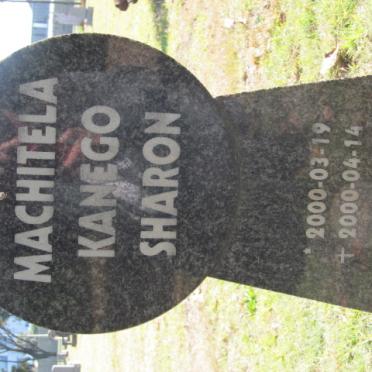 MACHITELA
KANEGO
SHARON
* 2000-03-19
+ 2000-04-14